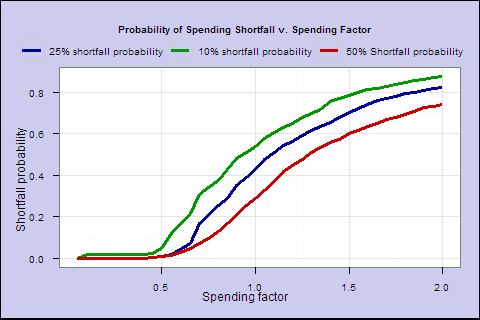 Probability of Spending Shortfall v. Spending Factor
25% shortfall probability 10% shortfall probability 50% Shortfall probability
Shortfall probability
0.8
0.6
0.4
0.2
0.0
0.5 1.0 1.5 2.0
Spending factor